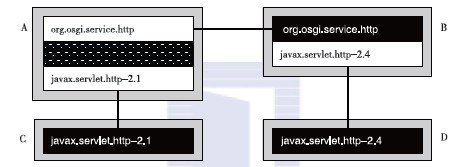 A
org.osgi.service.http
javax.servlet.http–2.1
B
org.osgi.service.http
javax.servlet.http–2.4
C
javax.servlet.http–2.1
javax.servlet.http–2.4
D